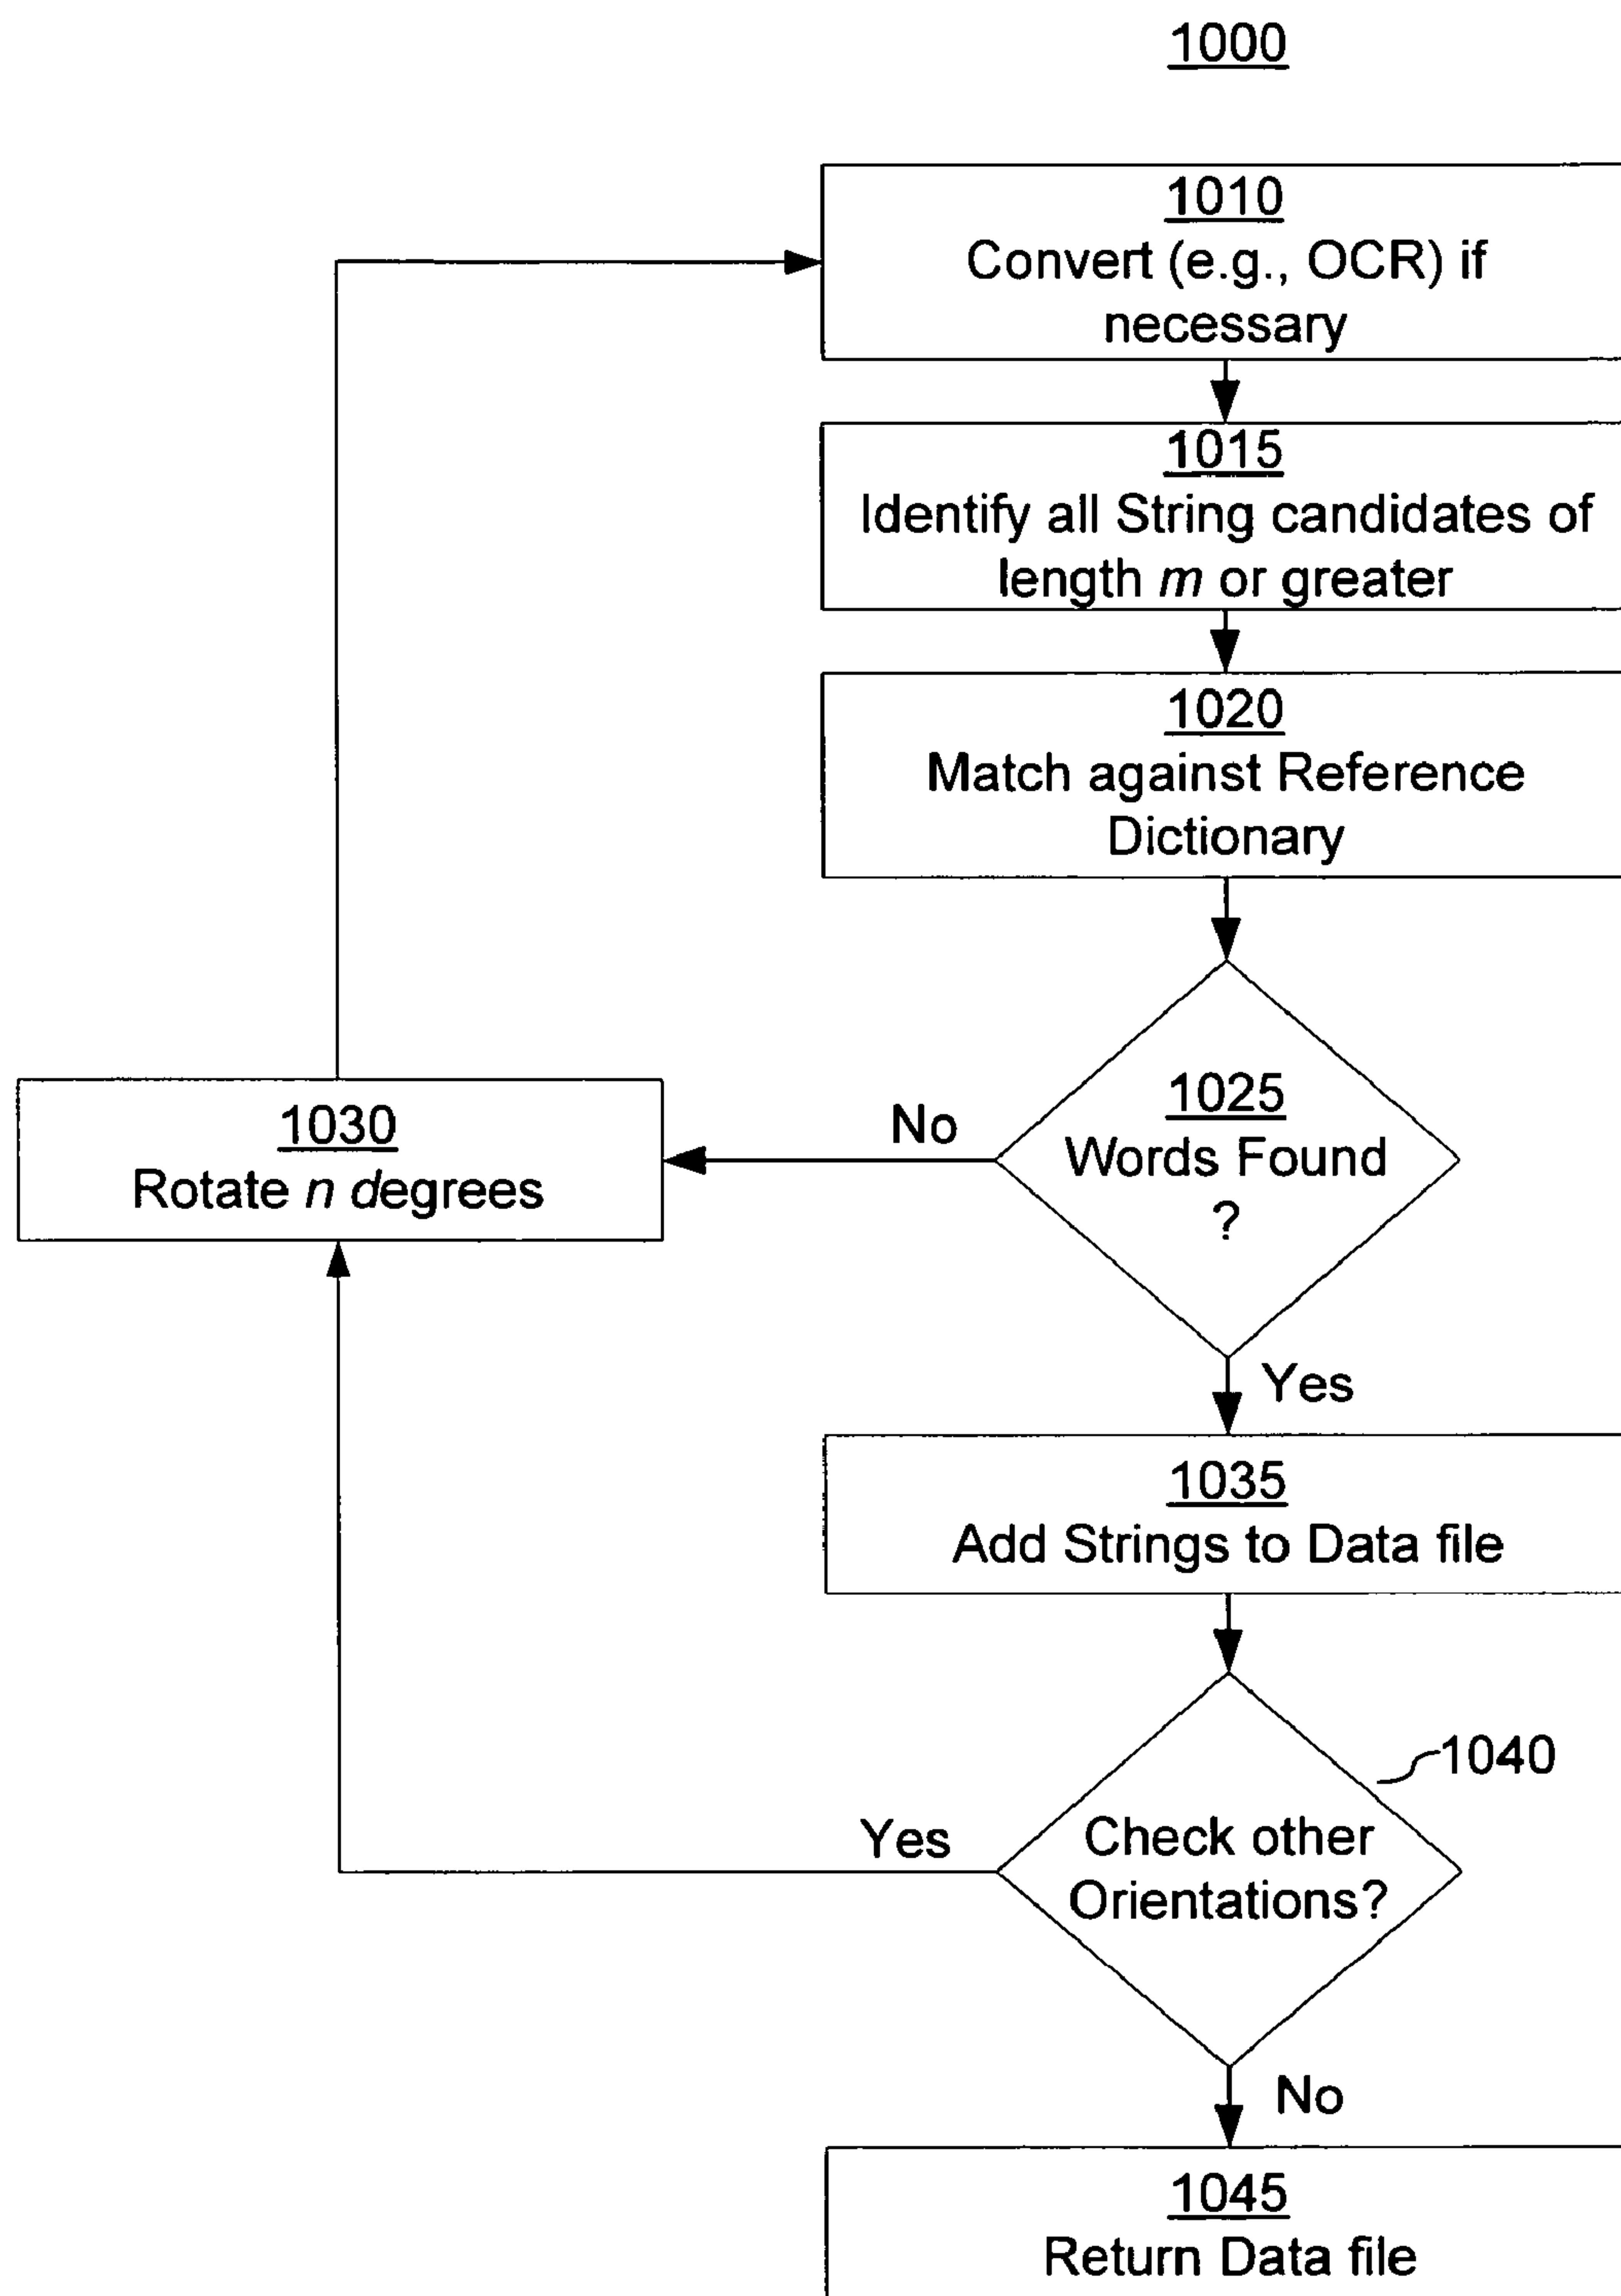 1000
1010
Convert (e.g., OCR) if
necessary
1015
Identify all String candidates of
length m or greater
1020
Match against Reference
Dictionary
1025
Words Found
?
No
1030
Rotate n degrees
Yes
1035
Add Strings to Data file
1040
Check other
Orientations?
Yes
No
1045
Return Data file